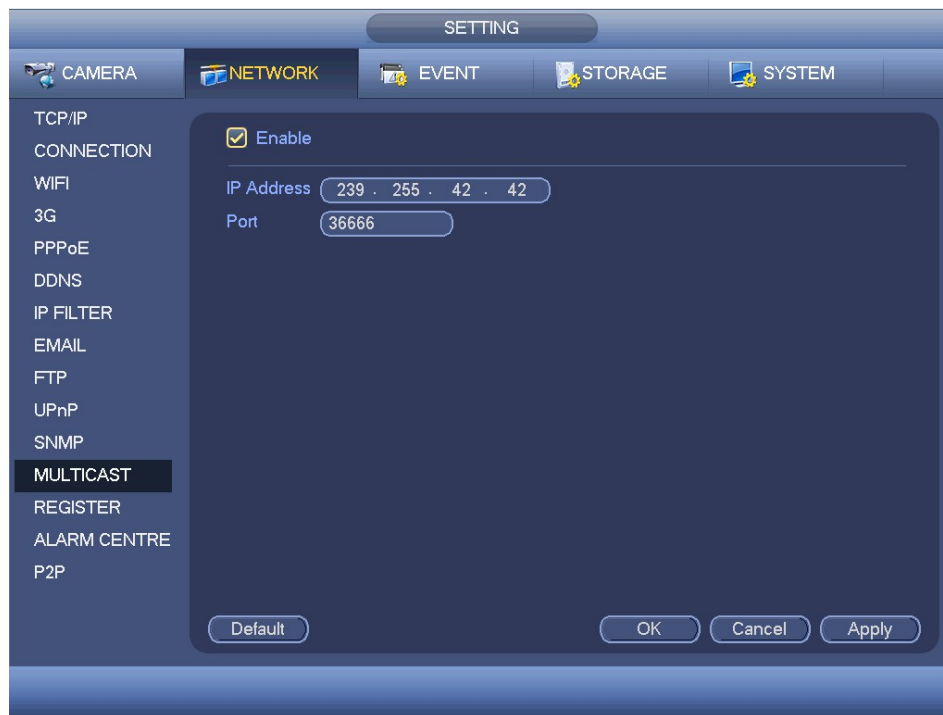 SETTING
CAMERA
NETWORK
EVENT
STORAGE
SYSTEM
TCP/IP
CONNECTION
WIFI
3G
PPPoE
DDNS
IP FILTER
EMAIL
FTP
UPnP
SNMP
MULTICAST
REGISTER
ALARM CENTRE
P2P
Enable
IP Address 239 . 255 . 42 . 42
Port 36666
Default
OK
Cancel
Apply